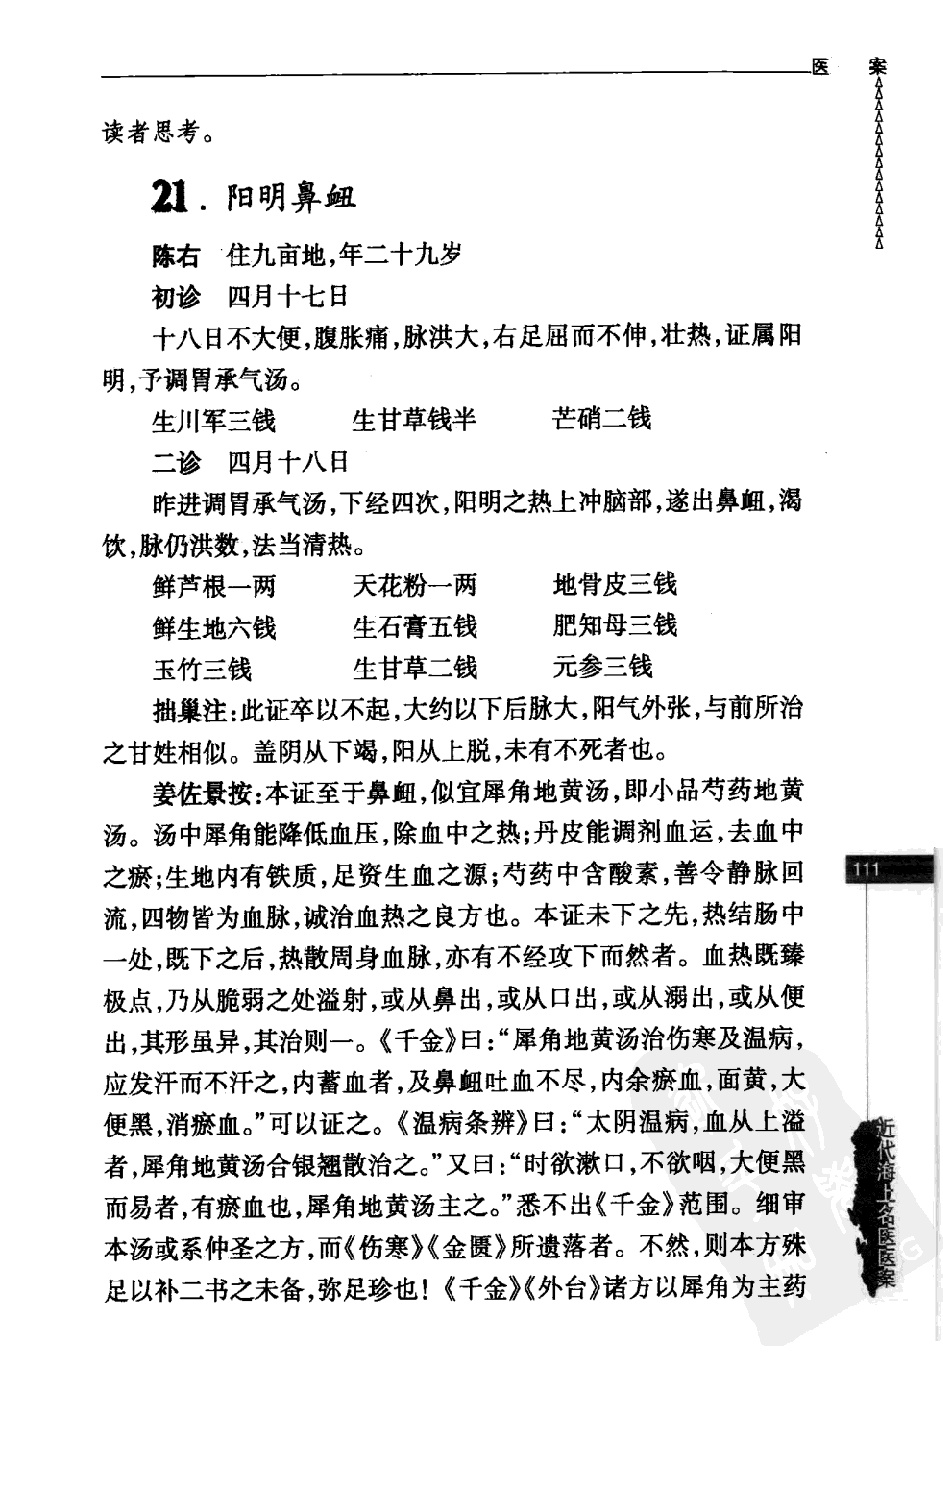 医案
读者思考。
21．阳明鼻衄
陈右 住九亩地，年二十九岁
初诊 四月十七日
十八日不大便，腹胀痛，脉洪大，右足屈而不伸，壮热，证属阳
明，予调胃承气汤。
生川军三钱 生甘草钱半 芒硝二钱
二诊 四月十八日
昨进调胃承气汤，下经四次，阳明之热上冲脑部，遂出鼻衄，渴
饮，脉仍洪数，法当清热。
鲜芦根一两 天花粉一两 地骨皮三钱
鲜生地六钱 生石膏五钱 肥知母三钱
玉竹三钱 生甘草二钱 元参三钱
拙巢注：此证卒以不起，大约以下后脉大，阳气外张，与前所治
之甘姓相似。盖阴从下竭，阳从上脱，未有不死者也。
姜佐景按：本证至于鼻衄，似宜犀角地黄汤，即小品芍药地黄
汤。汤中犀角能降低血压，除血中之热；丹皮能调剂血运，去血中
之瘀；生地内有铁质，足资生血之源；芍药中含酸素，善令静脉回
流，四物皆为血脉，诚治血热之良方也。本证未下之先，热结肠中
一处，既下之后，热散周身血脉，亦有不经攻下而然者。血热既臻
极点，乃从脆弱之处溢射，或从鼻出，或从口出，或从溺出，或从便
出，其形虽异，其治则一。《千金》曰：“犀角地黄汤治伤寒及温病，
应发汗而不汗之，内蓄血者，及鼻衄吐血不尽，内余瘀血，面黄，大
便黑，消瘀血。”可以证之。《温病条辨》曰：“太阴温病，血从上溢
者，犀角地黄汤合银翘散治之。”又曰：“时欲漱口，不欲咽，大便黑
而易者，有瘀血也，犀角地黄汤主之。”悉不出《千金》范围。细审
本汤或系仲圣之方，而《伤寒》《金匮》所遗落者。不然，则本方殊
足以补二书之未备，弥足珍也！《千金》《外台》诸方以犀角为主药
111
近代海上名医医案